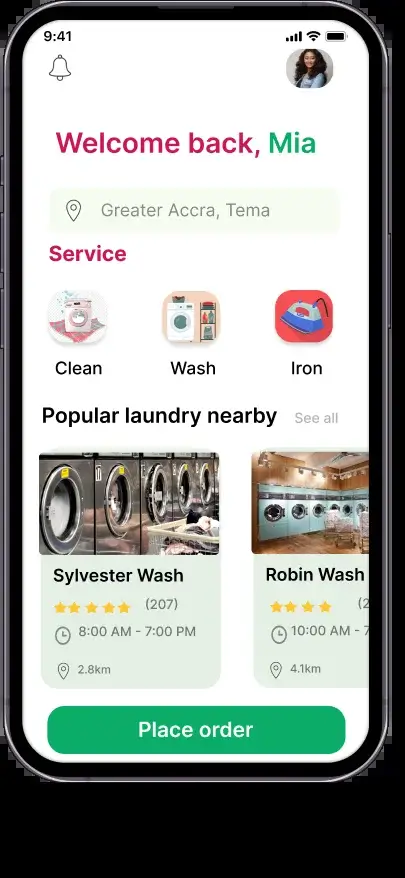 9:41
Welcome back, Mia
Greater Accra, Tema
Service
Clean Wash Iron
Popular laundry nearby See all
Sylvester Wash Robin Wash
(207) (2
8:00 AM - 7:00 PM 10:00 AM - 7
2.8km 4.1km
Place order